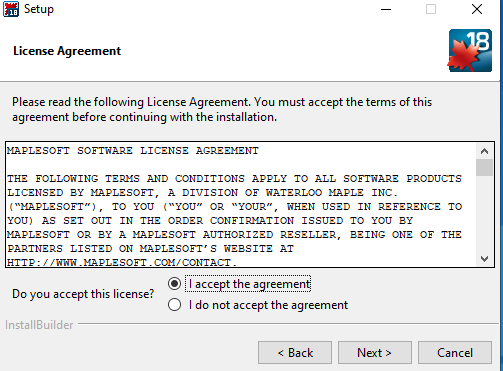 18 Setup
License Agreement
18
Please read the following License Agreement. You must accept the terms of this
agreement before continuing with the installation.
MAPLESOFT SOFTWARE LICENSE AGREEMENT
THE FOLLOWING TERMS AND CONDITIONS APPLY TO ALL SOFTWARE PRODUCTS
LICENSED BY MAPLESOFT, A DIVISION OF WATERLOO MAPLE INC.
(“MAPLESOFT”), TO YOU (“YOU” OR “YOUR”, WHEN USED IN REFERENCE TO
YOU) AS SET OUT IN THE ORDER CONFIRMATION ISSUED TO YOU BY
MAPLESOFT OR BY A MAPLESOFT AUTHORIZED RESELLER, BEING ONE OF THE
PARTNERS LISTED ON MAPLESOFT’S WEBSITE AT
HTTP://WWW.MAPLESOFT.COM/CONTACT.
Do you accept this license?
I accept the agreement
I do not accept the agreement
InstallBuilder
< Back Next > Cancel